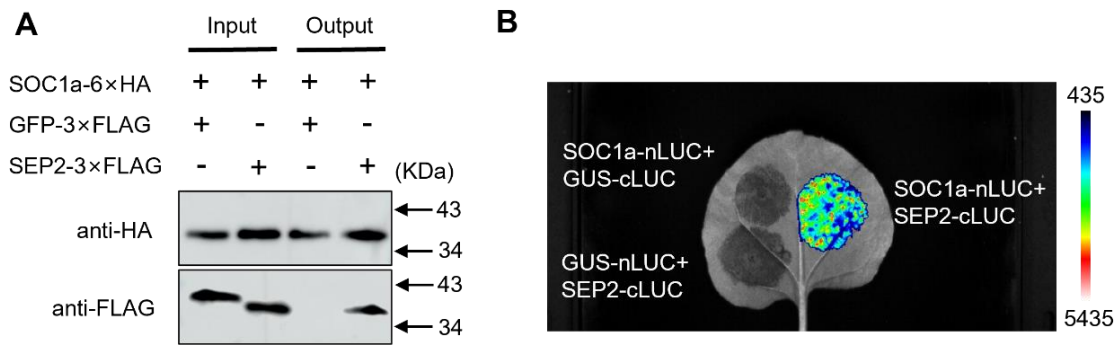 A
Input Output
SOC1a-6×HA + + + +
GFP-3×FLAG + - + -
SEP2-3×FLAG - + - + (KDa)
anti-HA
43
34
anti-FLAG
43
34
B
SOC1a-nLUC+
GUS-cLUC
GUS-nLUC+
SEP2-cLUC
SOC1a-nLUC+
SEP2-cLUC
435
5435